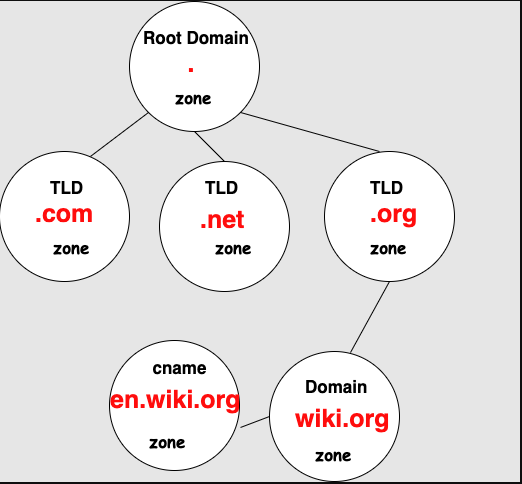 Root Domain
.
zone
TLD
.com
zone
TLD
.net
zone
TLD
.org
zone
cname
en.wiki.org
zone
Domain
wiki.org
zone